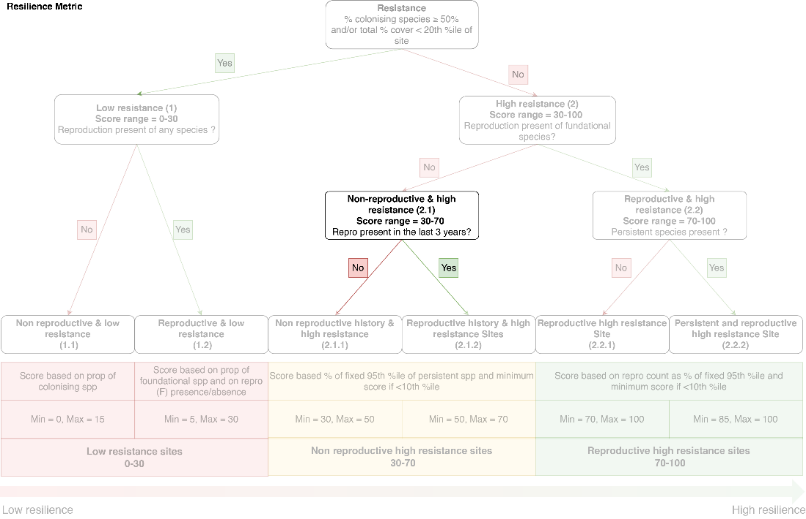 Resilience Metric
Resistance
% colonising species ≥ 50%
and/or total % cover < 20th %ile of
site
Yes
No
Low resistance (1)
Score range = 0-30
Reproduction present of any species ?
High resistance (2)
Score range = 30-100
Reproduction present of fundational
species?
No
Yes
Non-reproductive & high
resistance (2.1)
Score range = 30-70
Repro present in the last 3 years?
Reproductive & high
resistance (2.2)
Score range = 70-100
Persistent species present ?
No
Yes
No
Yes
No
Yes
Non reproductive & low
resistance
(1.1)
Reproductive & low
resistance
(1.2)
Non reproductive history &
high resistance
(2.1.1)
Reproductive history & high
resistance Sites
(2.1.2)
Reproductive high resistance
Site
(2.2.1)
Persistent and reproductive
high resistance Site
(2.2.2)
Score based on prop of
colonising spp
Score based on prop of
foundational spp and on repro
(F) presence/absence
Score based % of fixed 95th %ile of persistent spp and minimum
score if <10th %ile
Score based on repro count as % of fixed 95th %ile and
minimum score if <10th %ile
Min = 0, Max = 15
Min = 5, Max = 30
Min = 30, Max = 50
Min = 50, Max = 70
Min = 70, Max = 100
Min = 85, Max = 100
Low resistance sites
0-30
Non reproductive high resistance sites
30-70
Reproductive high resistance sites
70-100
Low resilience
High resilience